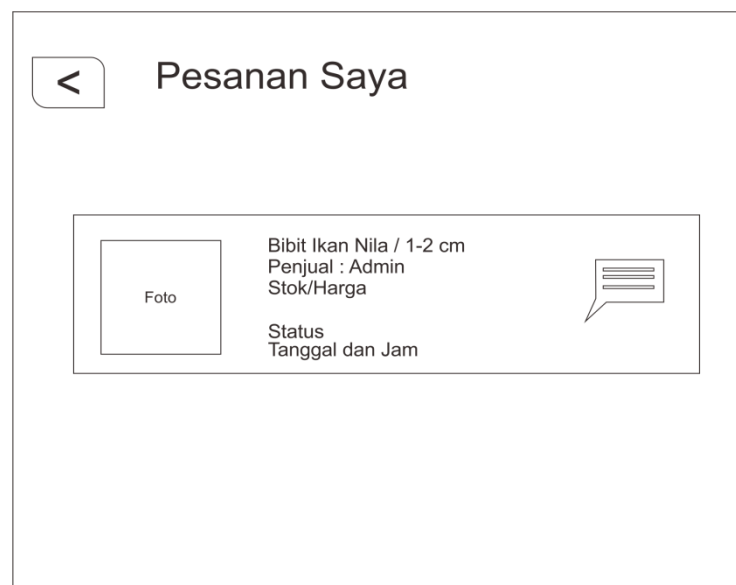 < Pesanan Saya
Foto
Bibit Ikan Nila / 1-2 cm
Penjual : Admin
Stok/Harga
Status
Tanggal dan Jam